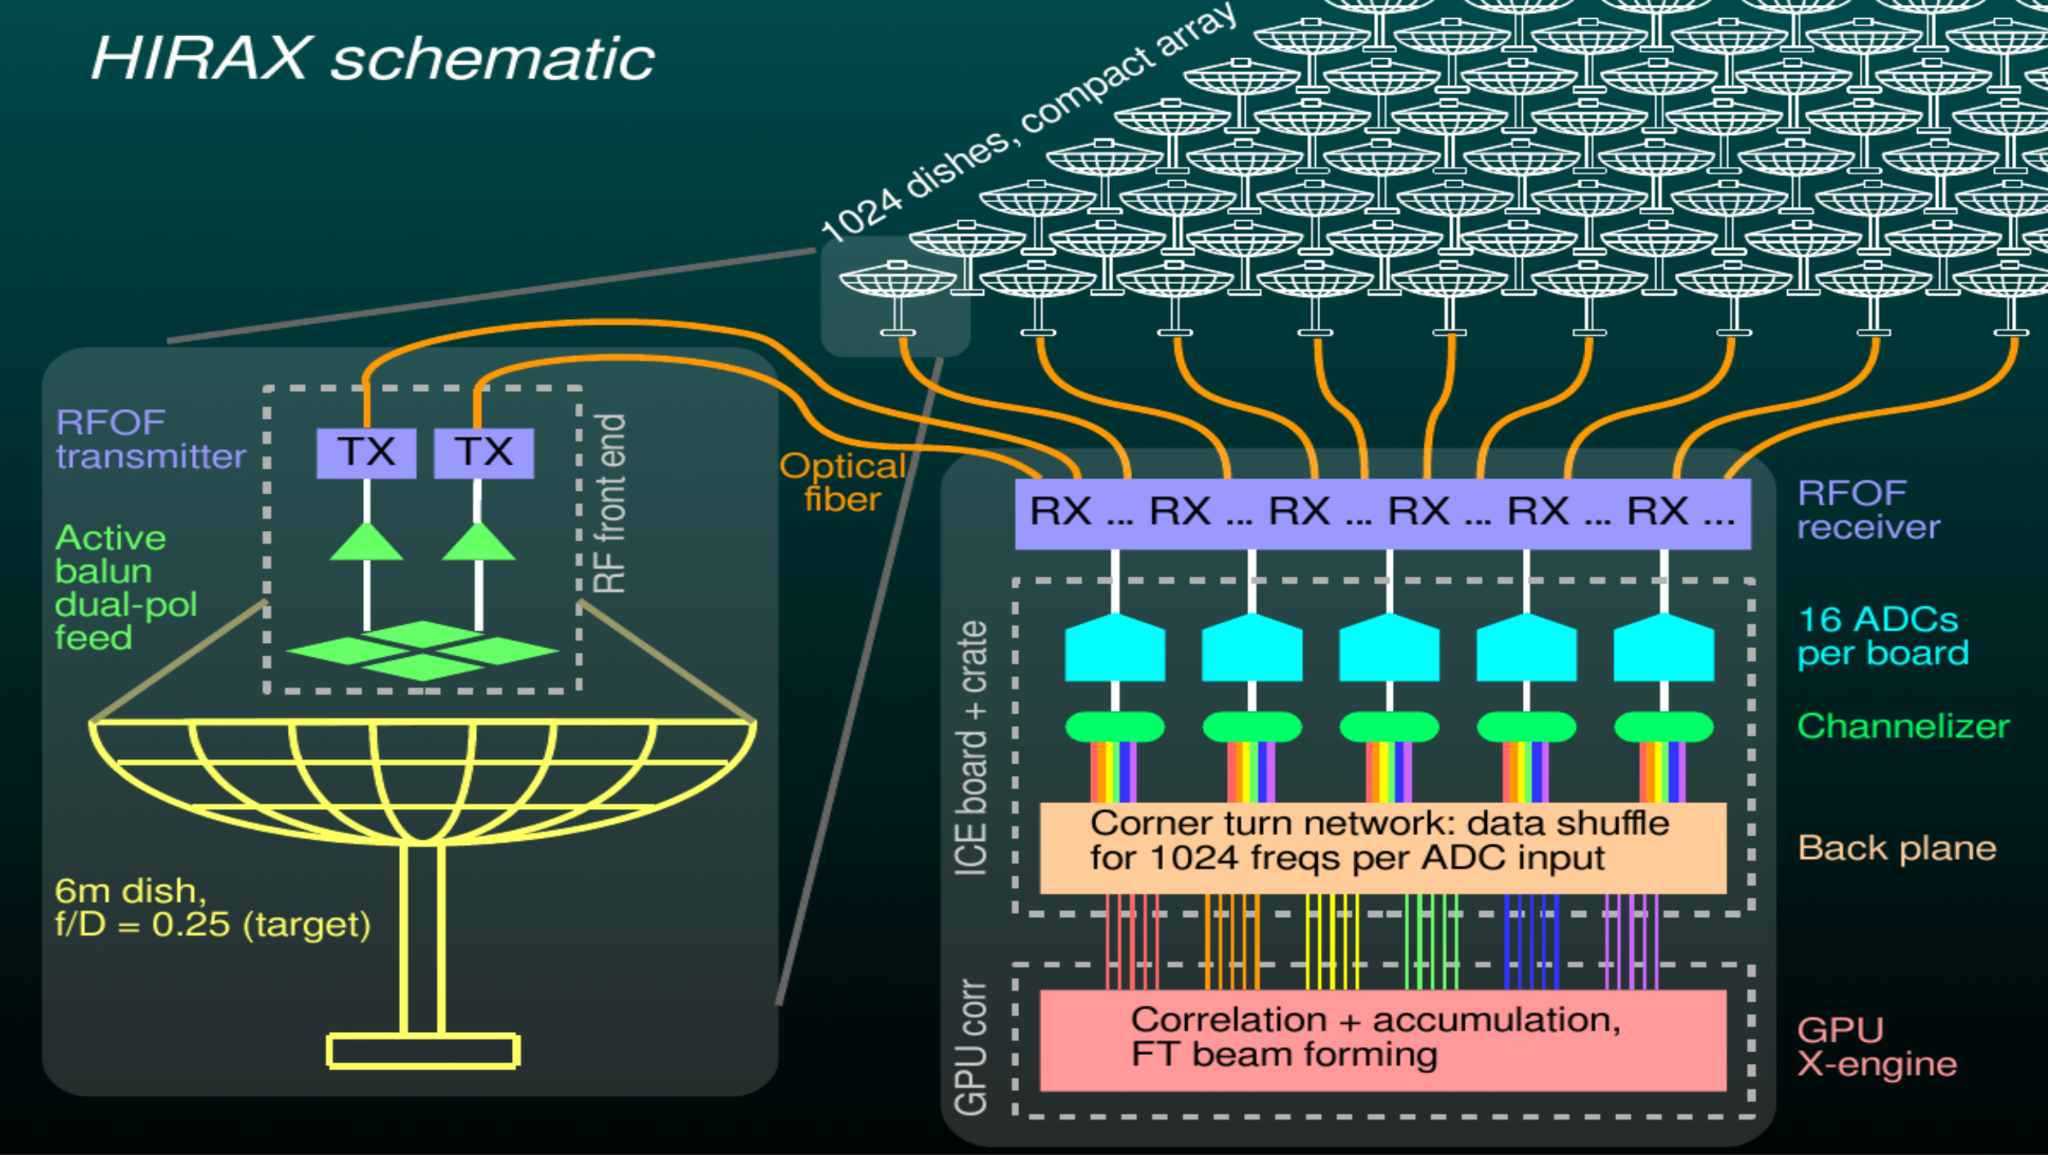 HIRAX schematic
1024 dishes, compact array
RFOF
transmitter
TX
TX
RF front end
Active
balun
dual-pol
feed
6m dish,
f/D = 0.25 (target)
Optical
fiber
RX ... RX ... RX ... RX ... RX ... RX ...
RFOF
receiver
ICE board + crate
16 ADCs
per board
Channelizer
Corner turn network: data shuffle
for 1024 freqs per ADC input
Back plane
GPU corr
Correlation + accumulation,
FT beam forming
GPU
X-engine